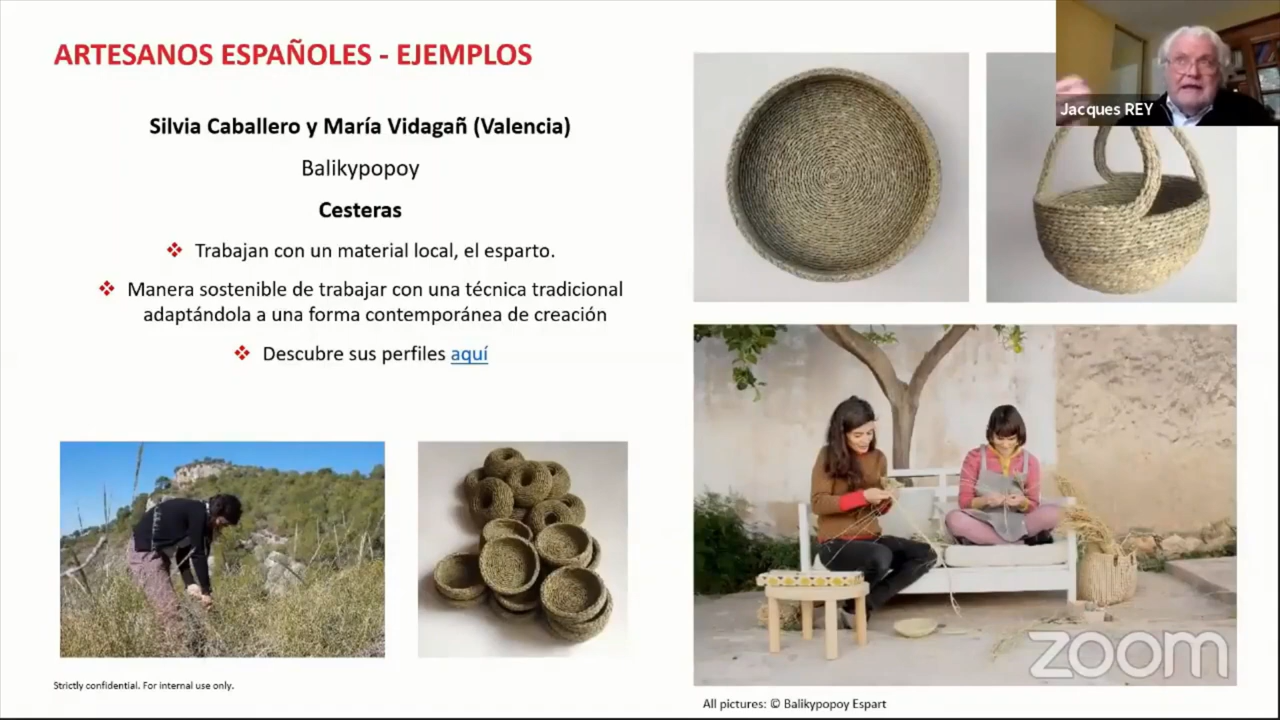 ARTESANOS ESPAÑOLES - EJEMPLOS
Silvia Caballero y María Vidagañ (Valencia)
Balikypopoy
Cesteras
Trabajan con un material local, el esparto.
Manera sostenible de trabajar con una técnica tradicional
adaptándola a una forma contemporánea de creación
Descubre sus perfiles aquí
Strictly confidential. For internal use only.
Jacques REY
zoom
All pictures: © Balikypopoy Espart